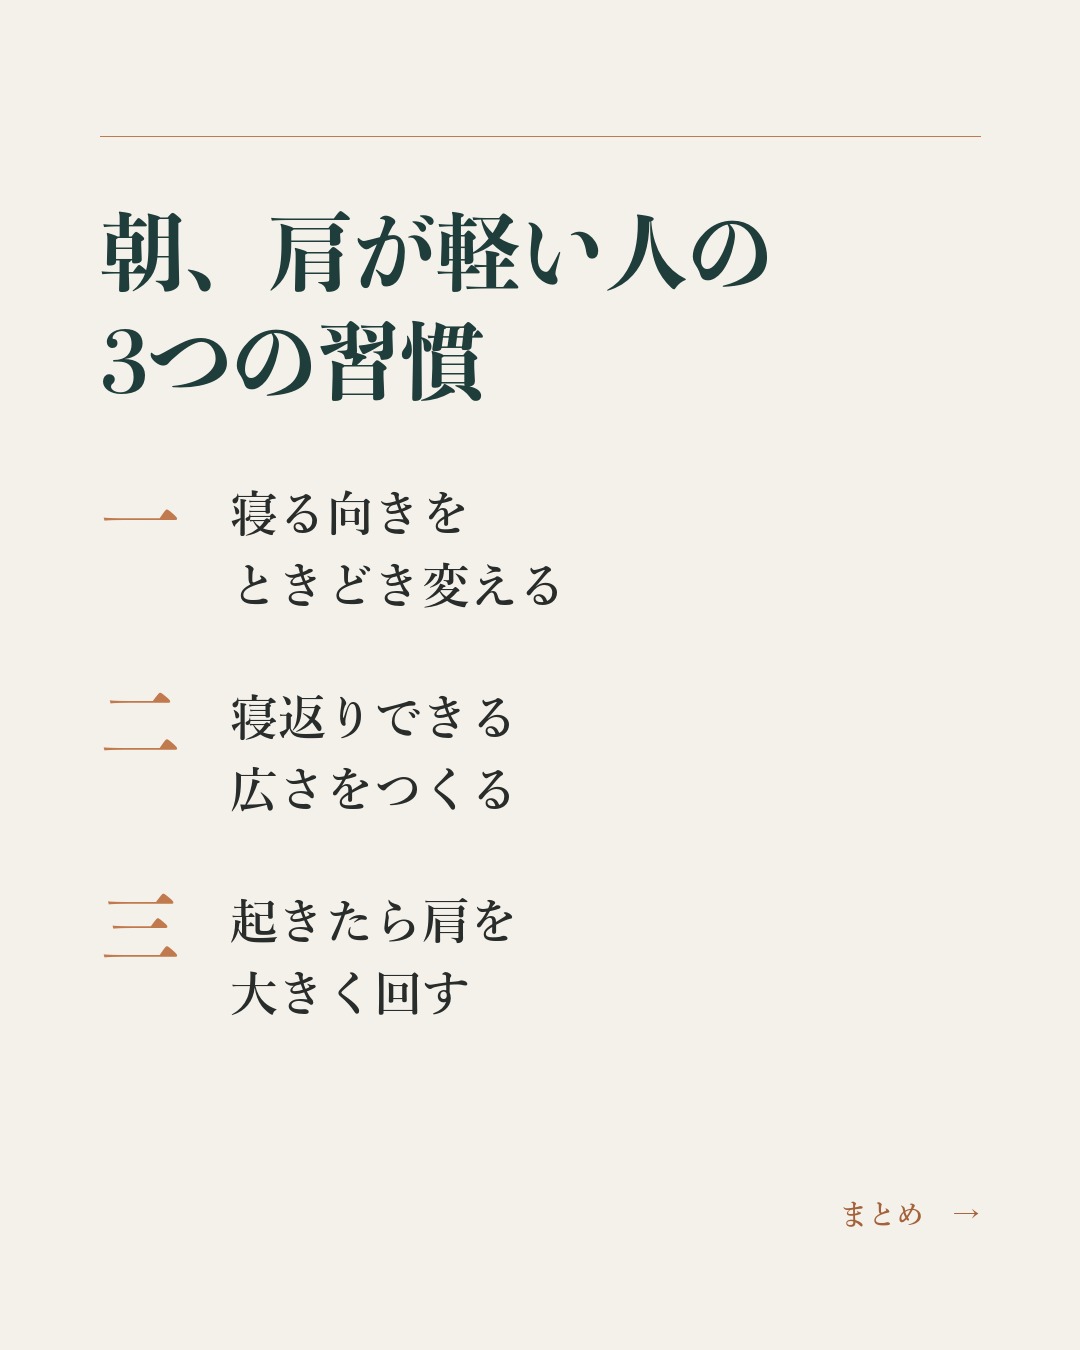 朝、肩が軽い人の
3つの習慣
一 寝る向きを
ときどき変える
二 寝返りできる
広さをつくる
三 起きたら肩を
大きく回す
まとめ →